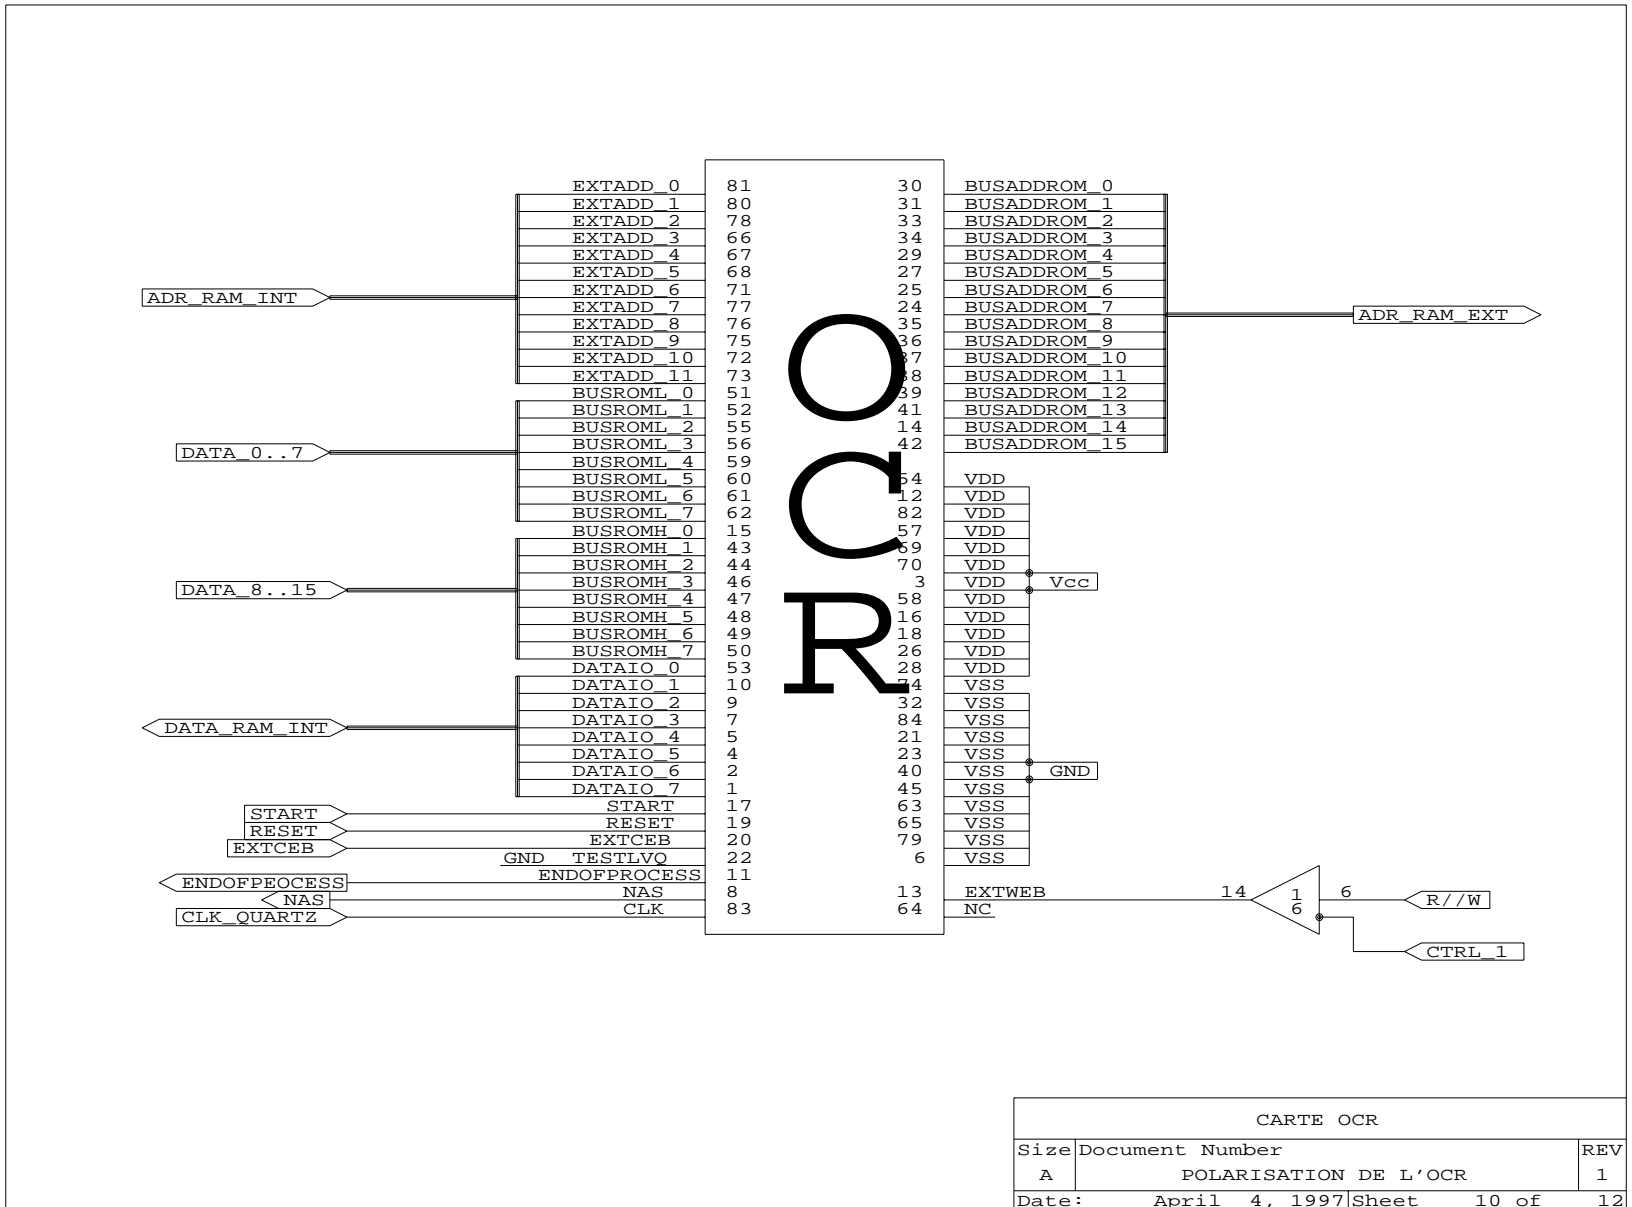 EXTADD_0 81 30 BUSADDROM_0
EXTADD_1 80 31 BUSADDROM_1
EXTADD_2 78 33 BUSADDROM_2
EXTADD_3 66 34 BUSADDROM_3
EXTADD_4 67 29 BUSADDROM_4
EXTADD_5 68 27 BUSADDROM_5
ADR_RAM_INT EXTADD_6 71 25 BUSADDROM_6
EXTADD_7 77 24 BUSADDROM_7 ADR_RAM_EXT
EXTADD_8 76 35 BUSADDROM_8
EXTADD_9 75 36 BUSADDROM_9
EXTADD_10 72 37 BUSADDROM_10
EXTADD_11 73 38 BUSADDROM_11
BUSROML_0 51 39 BUSADDROM_12
BUSROML_1 52 41 BUSADDROM_13
BUSROML_2 55 14 BUSADDROM_14
DATA_0..7 BUSROML_3 56 42 BUSADDROM_15
BUSROML_4 59
BUSROML_5 60 54 VDD
BUSROML_6 61 12 VDD
BUSROML_7 62 82 VDD
BUSROMH_0 15 57 VDD
BUSROMH_1 43 69 VDD
BUSROMH_2 44 70 VDD
DATA_8..15 BUSROMH_3 46 3 VDD Vcc
BUSROMH_4 47 58 VDD
BUSROMH_5 48 16 VDD
BUSROMH_6 49 18 VDD
BUSROMH_7 50 26 VDD
DATAIO_0 53 28 VDD
DATAIO_1 10 74 VSS
DATAIO_2 9 32 VSS
DATA_RAM_INT DATAIO_3 7 84 VSS
DATAIO_4 5 21 VSS
DATAIO_5 4 23 VSS
DATAIO_6 2 40 VSS GND
DATAIO_7 1 45 VSS
START START 17 63 VSS
RESET RESET 19 65 VSS
EXTCEB EXTCEB 20 79 VSS
GND TESTLVQ 22 6 VSS
ENDOFPEOCESS ENDOFPROCESS 11
NAS NAS 8 13 EXTWEB 14 1 6 R//W
CLK_QUARTZ CLK 83 64 NC 6
CTRL_1
O
C
R
CARTE OCR
Size Document Number REV
A POLARISATION DE L'OCR 1
Date: April 4, 1997 Sheet 10 of 12